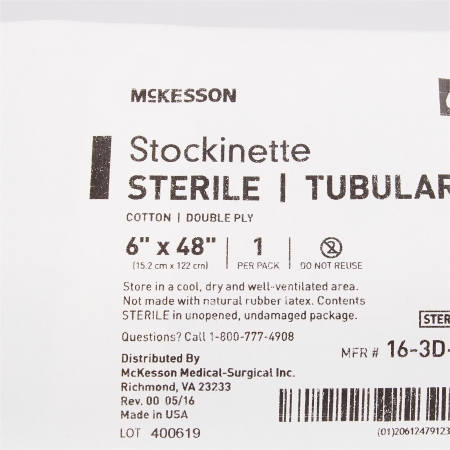 McKESSON
Stockinette
STERILE | TUBULAR
COTTON | DOUBLE PLY
6" x 48" | 1
(15.2 cm x 122 cm) PER PACK DO NOT REUSE
Store in a cool, dry and well-ventilated area.
Not made with natural rubber latex. Contents
STERILE in unopened, undamaged package.
STER
Questions? Call 1-800-777-4908
MFR # 16-3D-
Distributed By
McKesson Medical-Surgical Inc.
Richmond, VA 23233
Rev. 00 05/16
Made in USA
LOT 400619
(01)20612479123